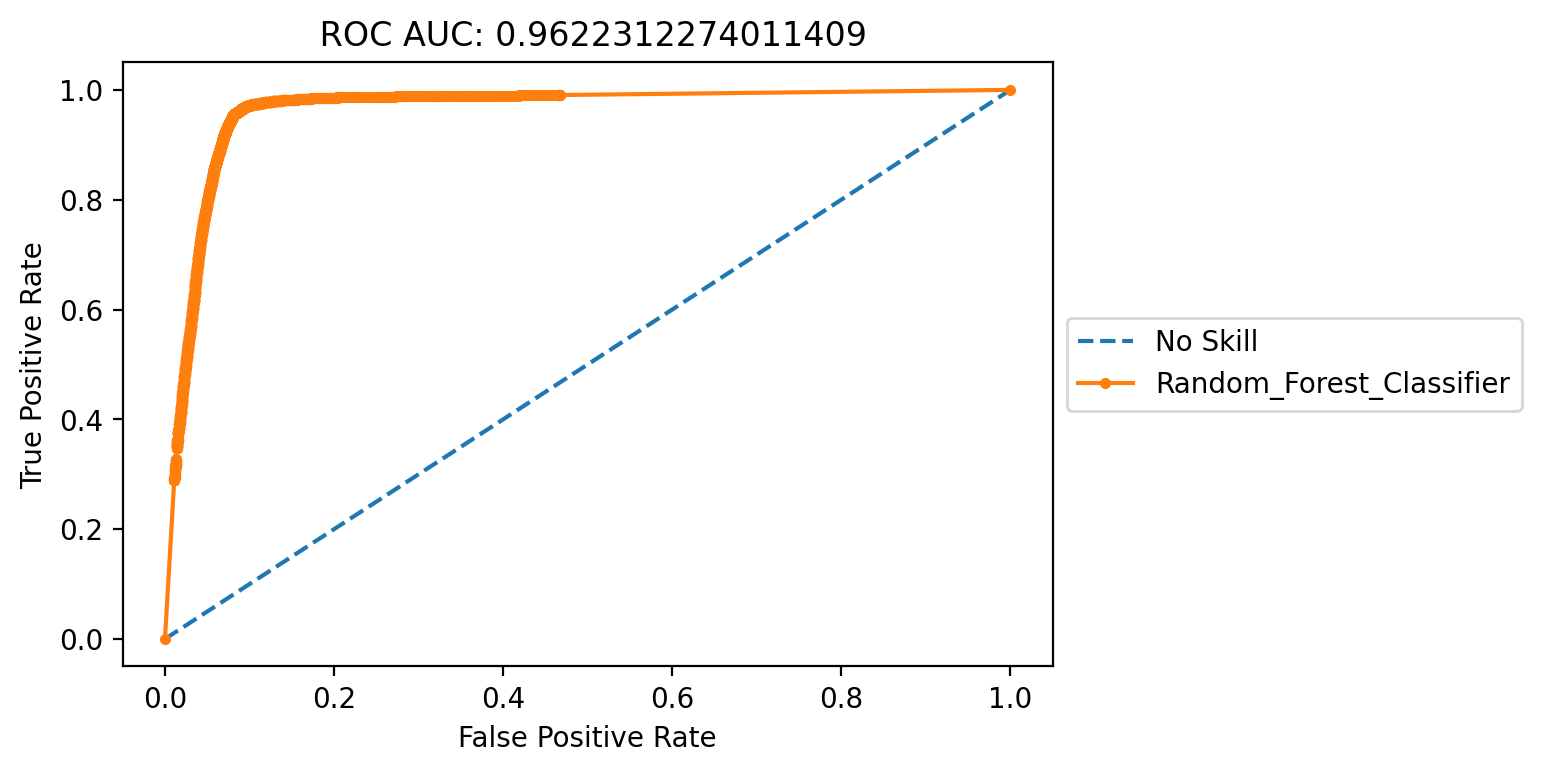 ROC AUC: 0.9622312274011409
1.0
0.8
0.6
0.4
0.2
0.0
True Positive Rate
0.0 0.2 0.4 0.6 0.8 1.0
False Positive Rate
No Skill
Random_Forest_Classifier